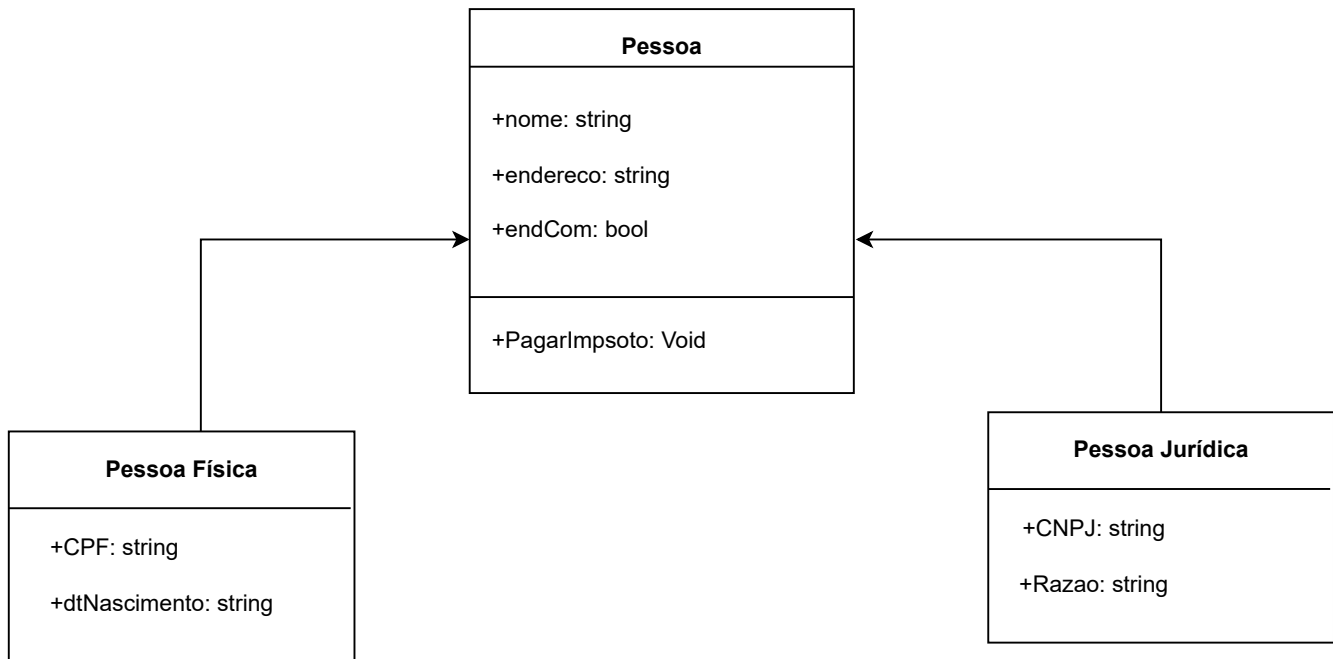 Pessoa
+nome: string
+endereco: string
+endCom: bool
+PagarImpsoto: Void
Pessoa Física
+CPF: string
+dtNascimento: string
Pessoa Jurídica
+CNPJ: string
+Razao: string